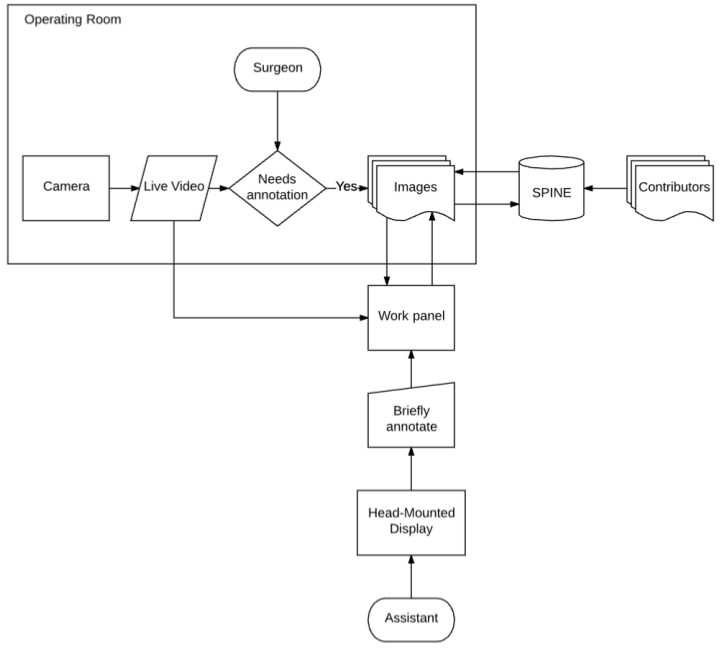 Operating Room
Surgeon
Camera
Live Video
Needs
annotation
Yes
Images
SPINE
Contributors
Work panel
Briefly
annotate
Head-Mounted
Display
Assistant